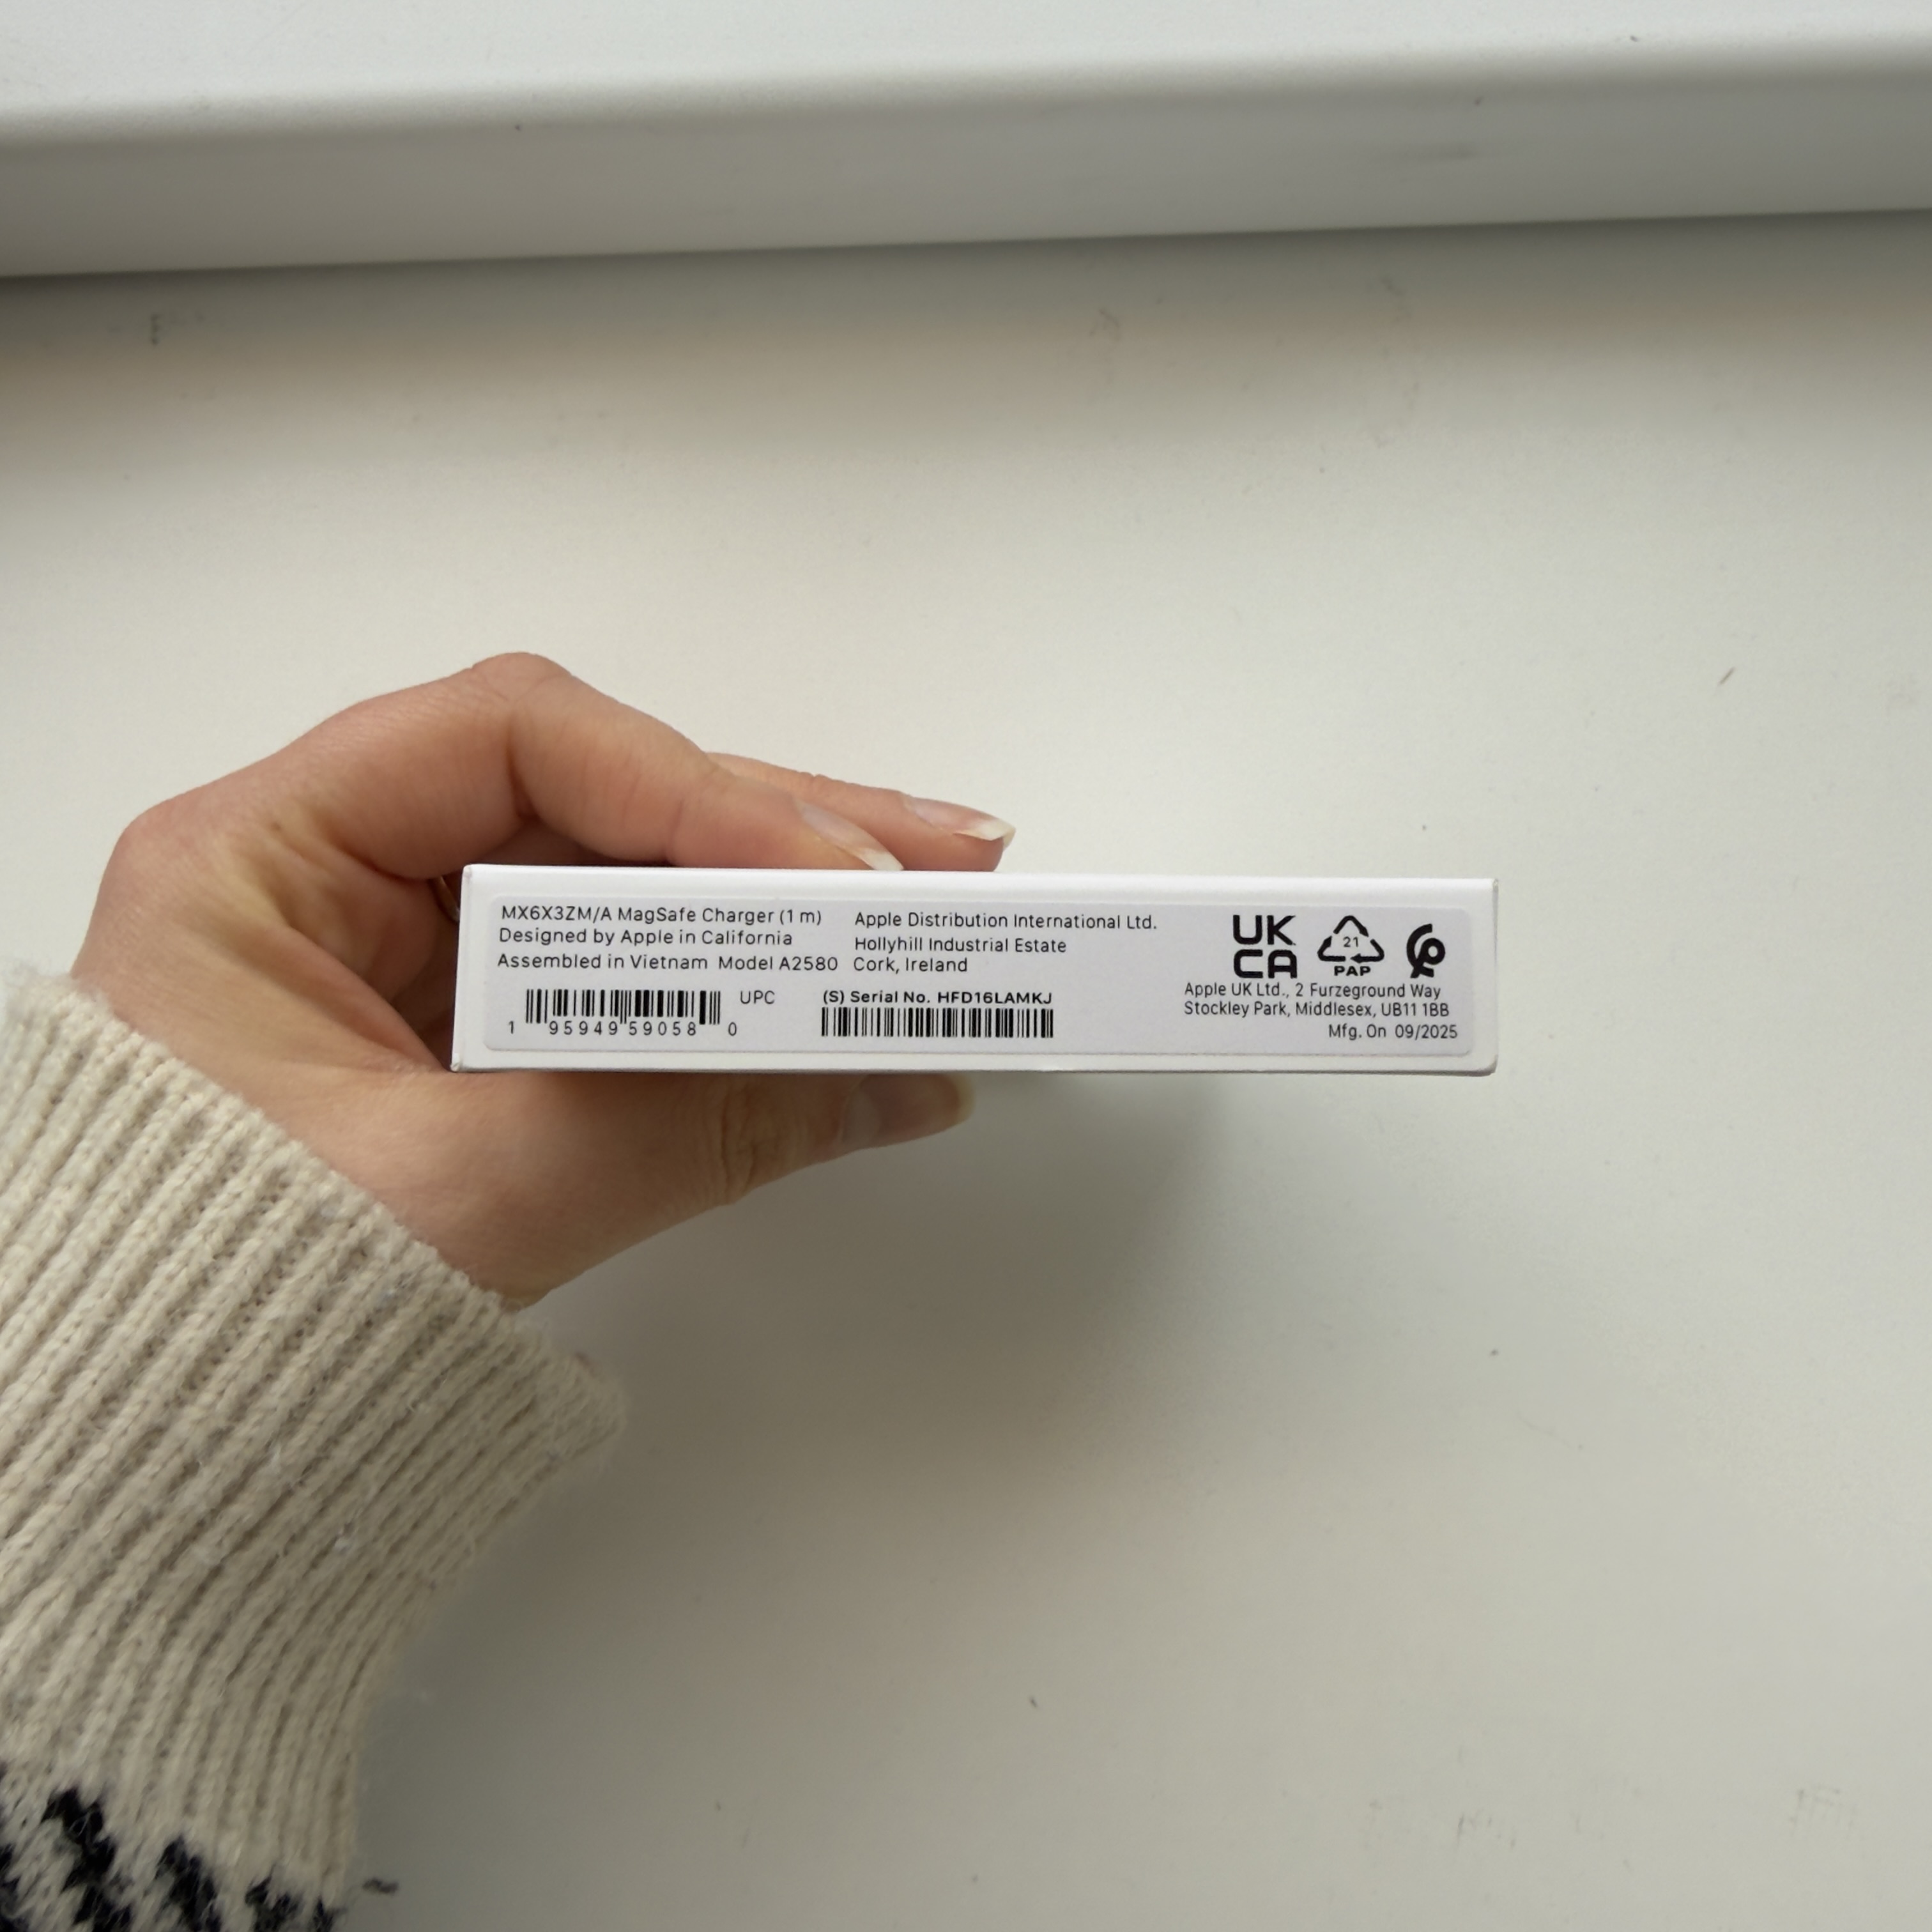 MX6X3ZM/A MagSafe Charger (1 m)
Designed by Apple in California
Assembled in Vietnam Model A2580
UPC
1 95949 59058 0
Apple Distribution International Ltd.
Hollyhill Industrial Estate
Cork, Ireland
(S) Serial No. HFD16LAMKJ
UK
CA
21
PAP
Apple UK Ltd., 2 Furzeground Way
Stockley Park, Middlesex, UB11 1BB
Mfg. On 09/2025